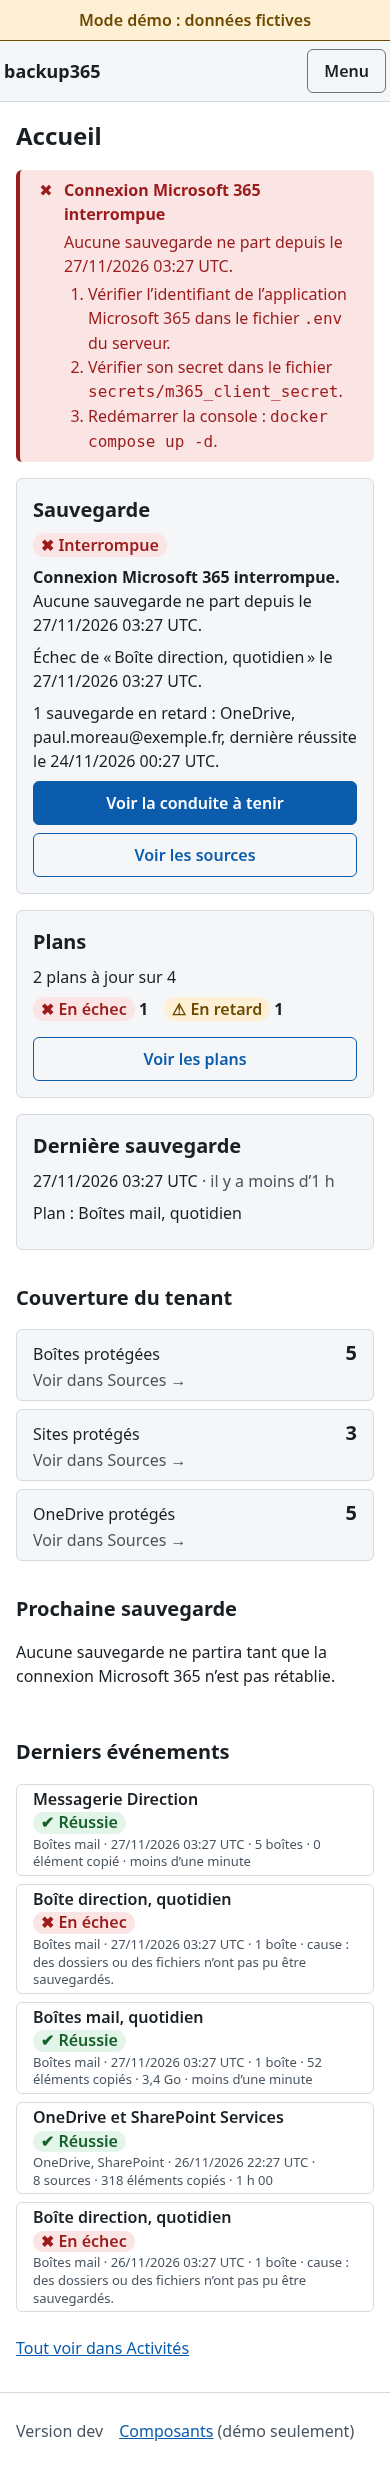 Mode démo : données fictives
backup365
Menu
Accueil
✖ Connexion Microsoft 365
interrompue
Aucune sauvegarde ne part depuis le
27/11/2026 03:27 UTC.
1. Vérifier l’identifiant de l’application
Microsoft 365 dans le fichier .env
du serveur.
2. Vérifier son secret dans le fichier
secrets/m365_client_secret.
3. Redémarrer la console : docker
compose up -d.
Sauvegarde
✖ Interrompue
Connexion Microsoft 365 interrompue.
Aucune sauvegarde ne part depuis le
27/11/2026 03:27 UTC.
Échec de « Boîte direction, quotidien » le
27/11/2026 03:27 UTC.
1 sauvegarde en retard : OneDrive,
paul.moreau@exemple.fr, dernière réussite
le 24/11/2026 00:27 UTC.
Voir la conduite à tenir
Voir les sources
Plans
2 plans à jour sur 4
✖ En échec 1 ⚠ En retard 1
Voir les plans
Dernière sauvegarde
27/11/2026 03:27 UTC · il y a moins d’1 h
Plan : Boîtes mail, quotidien
Couverture du tenant
Boîtes protégées 5
Voir dans Sources →
Sites protégés 3
Voir dans Sources →
OneDrive protégés 5
Voir dans Sources →
Prochaine sauvegarde
Aucune sauvegarde ne partira tant que la
connexion Microsoft 365 n’est pas rétablie.
Derniers événements
Messagerie Direction
✔ Réussie
Boîtes mail · 27/11/2026 03:27 UTC · 5 boîtes · 0
élément copié · moins d’une minute
Boîte direction, quotidien
✖ En échec
Boîtes mail · 27/11/2026 03:27 UTC · 1 boîte · cause :
des dossiers ou des fichiers n’ont pas pu être
sauvegardés.
Boîtes mail, quotidien
✔ Réussie
Boîtes mail · 27/11/2026 03:27 UTC · 1 boîte · 52
éléments copiés · 3,4 Go · moins d’une minute
OneDrive et SharePoint Services
✔ Réussie
OneDrive, SharePoint · 26/11/2026 22:27 UTC ·
8 sources · 318 éléments copiés · 1 h 00
Boîte direction, quotidien
✖ En échec
Boîtes mail · 26/11/2026 03:27 UTC · 1 boîte · cause :
des dossiers ou des fichiers n’ont pas pu être
sauvegardés.
Tout voir dans Activités
Version dev Composants (démo seulement)